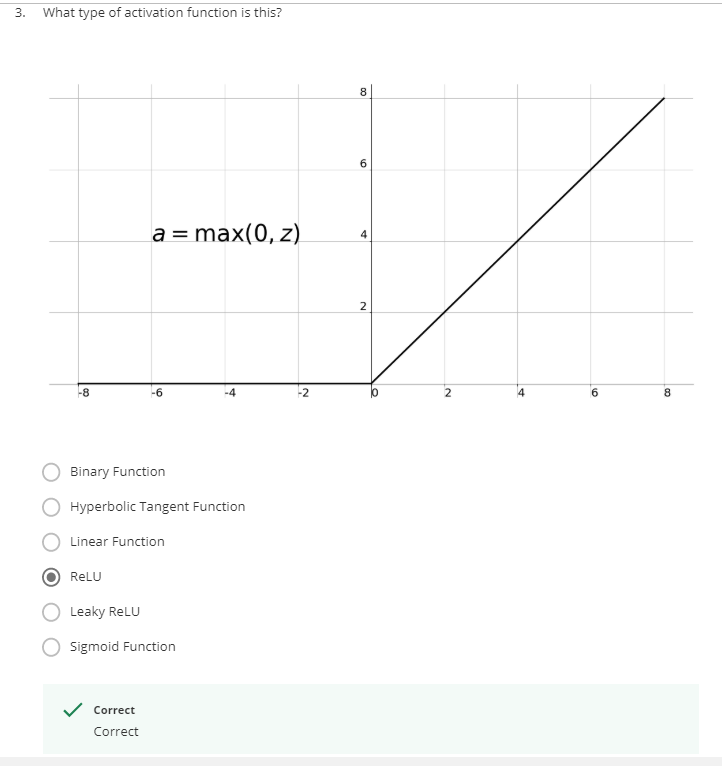 3. What type of activation function is this?
8
6
a = max(0, z)
4
2
-8 -6 -4 -2 0 2 4 6 8
Binary Function
Hyperbolic Tangent Function
Linear Function
ReLU
Leaky ReLU
Sigmoid Function
Correct
Correct